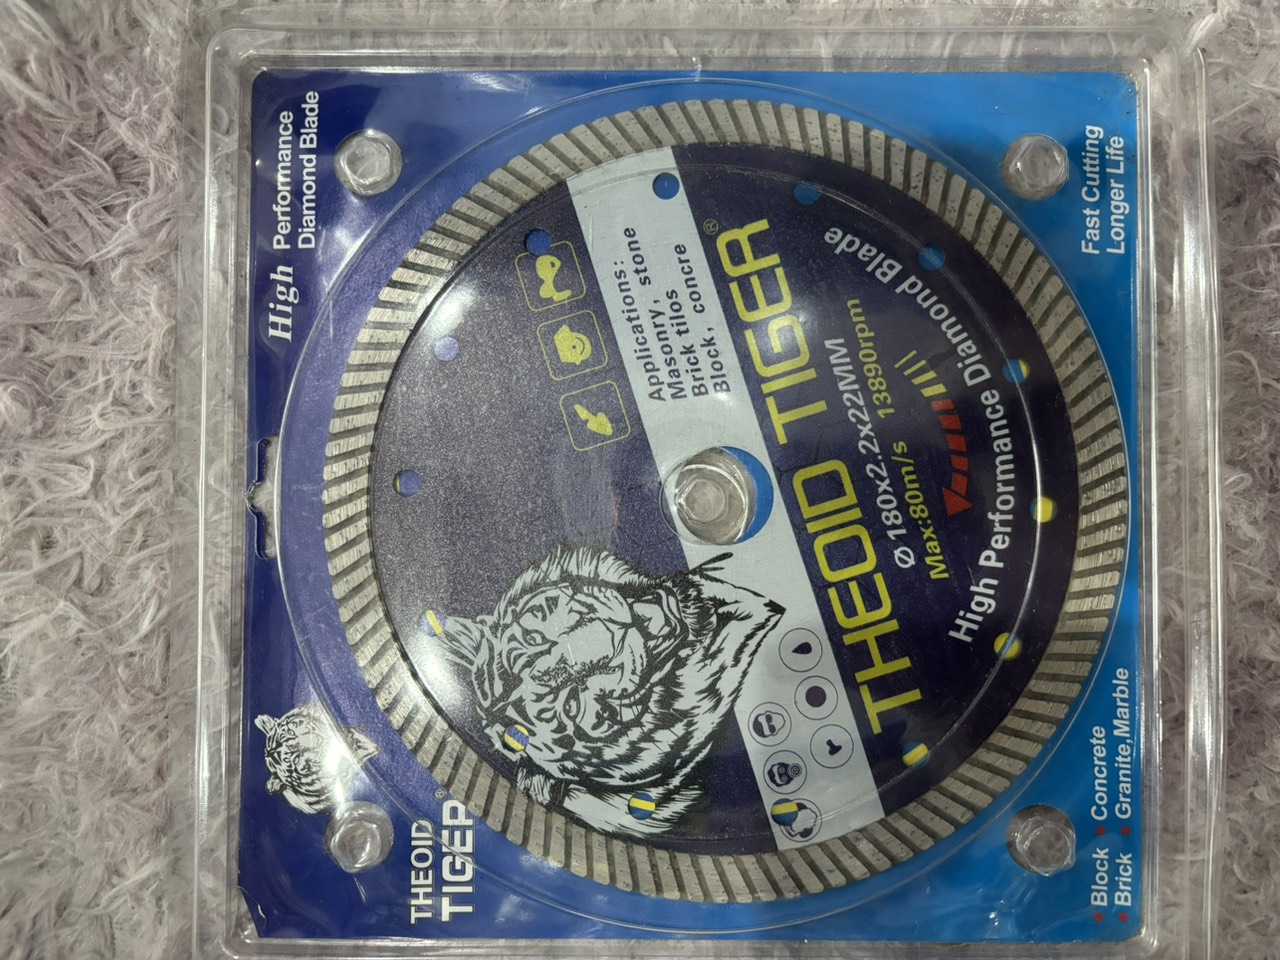 High Performance
Diamond Blade
Fast Cutting
Longer Life
THEOID
TIGER®
Applications:
Masonry, stone
Brick tilos
Block, concre
THEOID TIGER®
Ø180x2.2x22MM
Max:80m/s 13890rpm
High Performance Diamond Blade
Block Concrete
Brick Granite,Marble